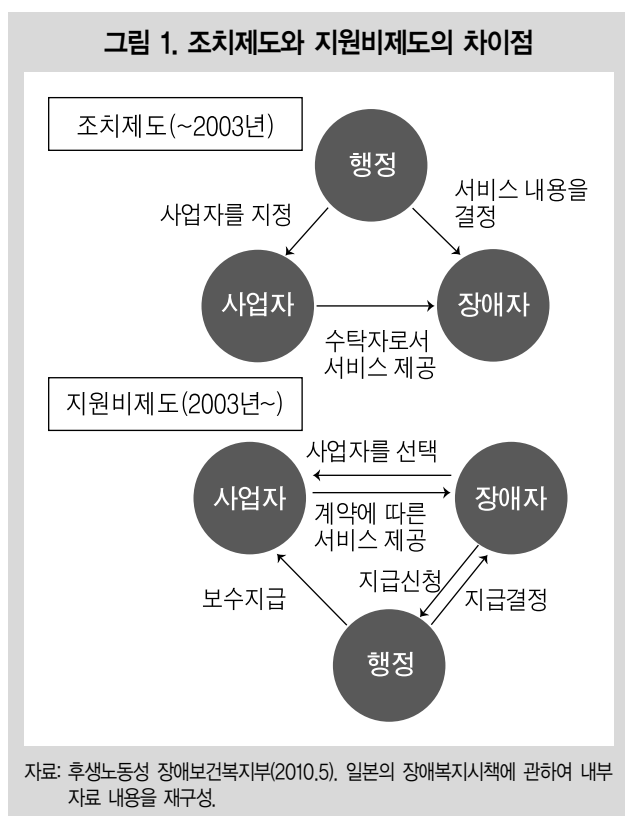 그림 1. 조치제도와 지원비제도의 차이점
조치제도(~2003년)
행정
사업자를 지정
서비스 내용을
결정
사업자
장애자
수탁자로서
서비스 제공
지원비제도(2003년~)
사업자를 선택
사업자
장애자
계약에 따른
서비스 제공
지급신청
보수지급
지급결정
행정
자료: 후생노동성 장애보건복지부(2010.5). 일본의 장애복지시책에 관하여 내부
자료 내용을 재구성.